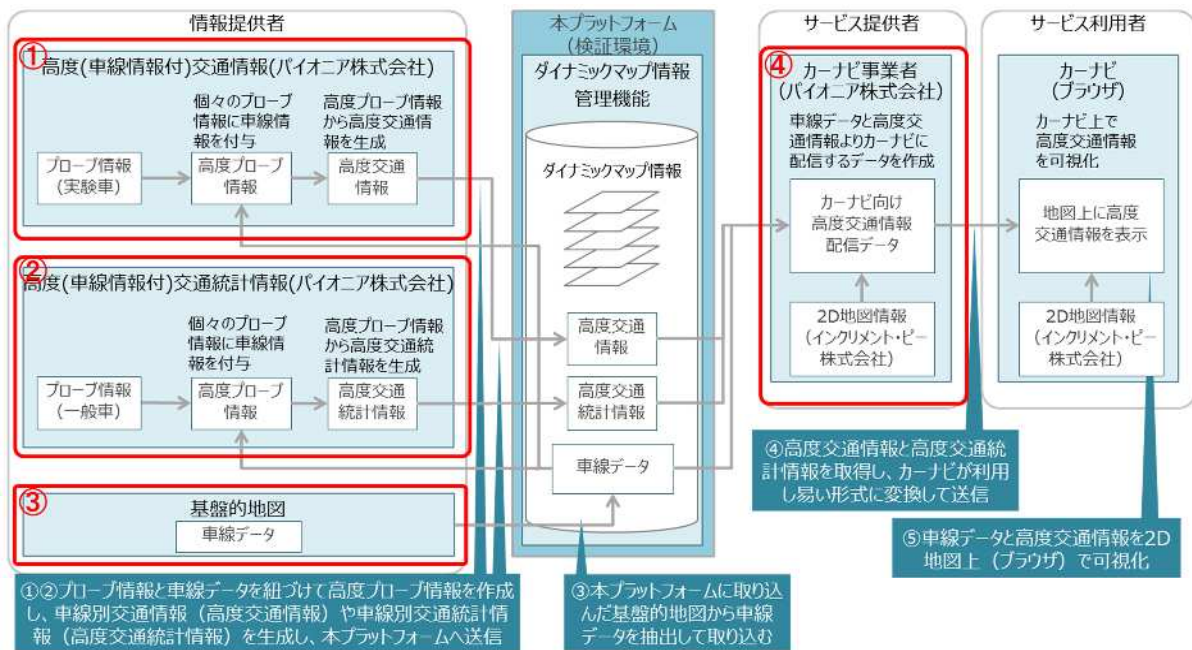 情報提供者
①
高度(車線情報付)交通情報(パイオニア株式会社)
個々のプローブ
情報に車線情
報を付与
高度プローブ情報
から高度交通情
報を生成
プローブ情報
(実験車)
高度プローブ
情報
高度交通
情報
②
高度(車線情報付)交通統計情報(パイオニア株式会社)
個々のプローブ
情報に車線情
報を付与
高度プローブ情報
から高度交通統
計情報を生成
プローブ情報
(一般車)
高度プローブ
情報
高度交通
統計情報
③
基盤的地図
車線データ
①②プローブ情報と車線データを紐づけて高度プローブ情報を作成
し、車線別交通情報（高度交通情報）や車線別交通統計情
報（高度交通統計情報）を生成し、本プラットフォームへ送信
本プラットフォーム
（検証環境）
ダイナミックマップ情報
管理機能
ダイナミックマップ情報
高度交通
情報
高度交通
統計情報
車線データ
③本プラットフォームに取り込
んだ基盤的地図から車線
データを抽出して取り込む
サービス提供者
④
カーナビ事業者
(パイオニア株式会社)
車線データと高度交
通情報よりカーナビに
配信するデータを作成
カーナビ向け
高度交通情報
配信データ
2D地図情報
(インクリメント・ピー
株式会社)
④高度交通情報と高度交通統
計情報を取得し、カーナビが利用
し易い形式に変換して送信
サービス利用者
カーナビ
(ブラウザ)
カーナビ上で
高度交通情報
を可視化
地図上に高度
交通情報を表示
2D地図情報
(インクリメント・ピー
株式会社)
⑤車線データと高度交通情報を2D
地図上（ブラウザ）で可視化